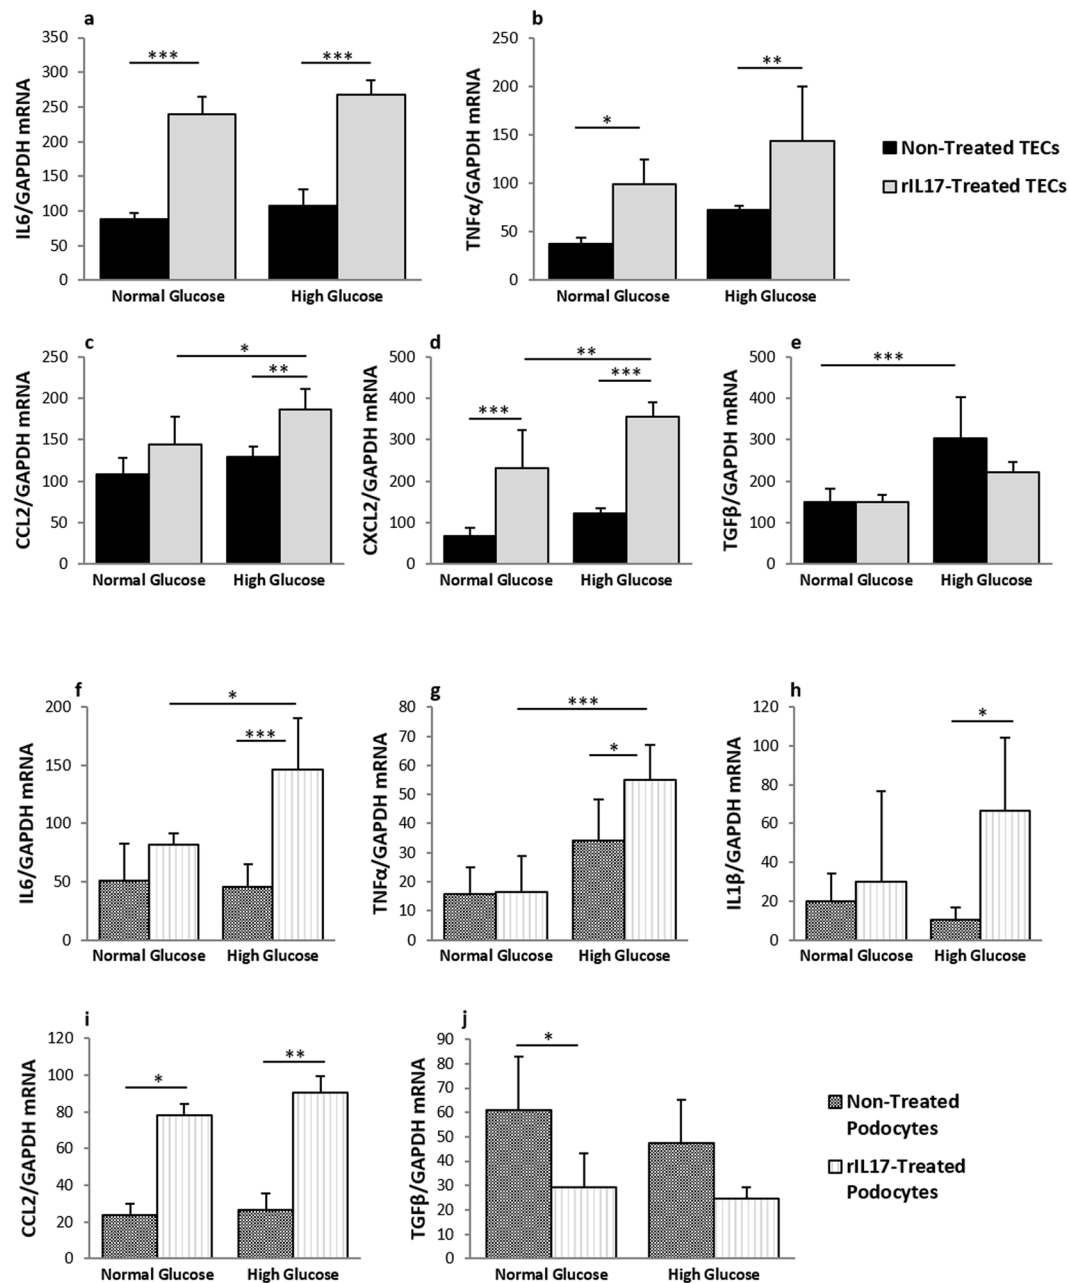 a
IL6/GAPDH mRNA
350
300
250
200
150
100
50
0
***
***
Normal Glucose
High Glucose
b
TNFα/GAPDH mRNA
250
200
150
100
50
0
*
**
Normal Glucose
High Glucose
Non-Treated TECs
rIL17-Treated TECs
c
CCL2/GAPDH mRNA
250
200
150
100
50
0
*
**
Normal Glucose
High Glucose
d
CXCL2/GAPDH mRNA
500
400
300
200
100
0
**
***
***
Normal Glucose
High Glucose
e
TGFβ/GAPDH mRNA
500
400
300
200
100
0
***
Normal Glucose
High Glucose
f
IL6/GAPDH mRNA
200
150
100
50
0
*
***
Normal Glucose
High Glucose
g
TNFα/GAPDH mRNA
80
70
60
50
40
30
20
10
0
***
*
Normal Glucose
High Glucose
h
IL1β/GAPDH mRNA
120
100
80
60
40
20
0
*
Normal Glucose
High Glucose
i
CCL2/GAPDH mRNA
120
100
80
60
40
20
0
*
**
Normal Glucose
High Glucose
j
TGFβ/GAPDH mRNA
90
80
70
60
50
40
30
20
10
0
*
Normal Glucose
High Glucose
Non-Treated
Podocytes
rIL17-Treated
Podocytes